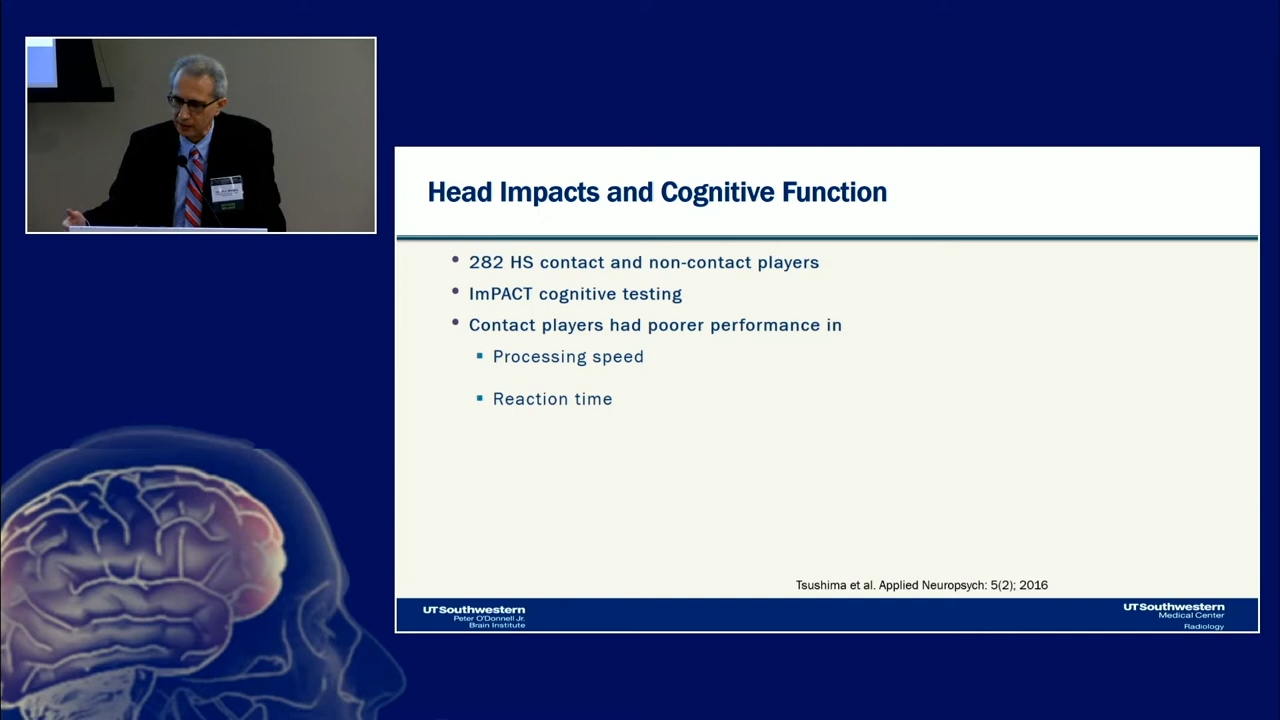 Head Impacts and Cognitive Function
• 282 HS contact and non-contact players
• ImPACT cognitive testing
• Contact players had poorer performance in
▪ Processing speed
▪ Reaction time
Tsushima et al. Applied Neuropsych: 5(2); 2016
UTSouthwestern
Peter O'Donnell Jr.
Brain Institute
UTSouthwestern
Medical Center
Radiology